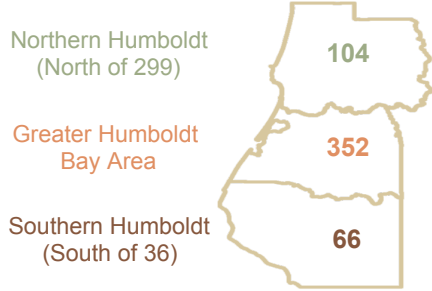 Northern Humboldt
(North of 299)
104
Greater Humboldt
Bay Area
352
Southern Humboldt
(South of 36)
66